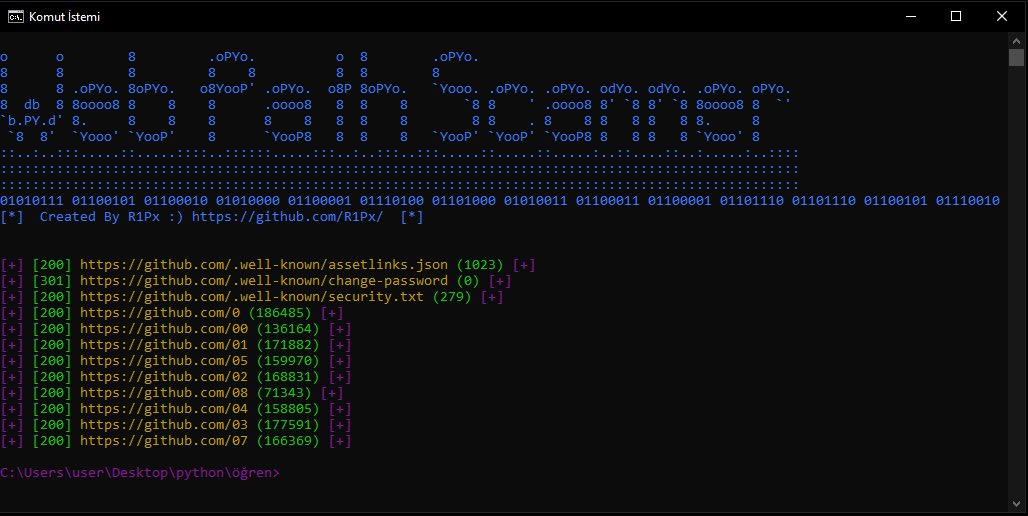 Komut İstemi
o      o        8         .oPYo.          o  8        .oPYo.
8      8        8         8    8          8  8        8
8      8 .oPYo. 8oPYo.   o8YooP' .oPYo.  o8P 8oPYo.   `Yooo. .oPYo. .oPYo. odYo. odYo. .oPYo. oPYo.
8  db  8 8oooo8 8    8    8      .oooo8   8  8    8       `8 8    ' .oooo8 8' `8 8' `8 8oooo8 8  `'
`b.PY.d' 8.     8    8    8      8    8   8  8    8        8 8    . 8    8 8   8 8   8 8.     8
 `8  8'  `Yooo' `YooP'    8      `YooP8   8  8    8   `YooP' `YooP' `YooP8 8   8 8   8 `Yooo' 8
01010111 01100101 01100010 01010000 01100001 01110100 01101000 01010011 01100011 01100001 01101110 01101110 01100101 01110010
[*]  Created By R1Px :) https://github.com/R1Px/  [*]
[+] [200] https://github.com/.well-known/assetlinks.json (1023) [+]
[+] [301] https://github.com/.well-known/change-password (0) [+]
[+] [200] https://github.com/.well-known/security.txt (279) [+]
[+] [200] https://github.com/0 (186485) [+]
[+] [200] https://github.com/00 (136164) [+]
[+] [200] https://github.com/01 (171882) [+]
[+] [200] https://github.com/05 (159970) [+]
[+] [200] https://github.com/02 (168831) [+]
[+] [200] https://github.com/08 (71343) [+]
[+] [200] https://github.com/04 (158805) [+]
[+] [200] https://github.com/03 (177591) [+]
[+] [200] https://github.com/07 (166369) [+]
C:\Users\user\Desktop\python\öğren>